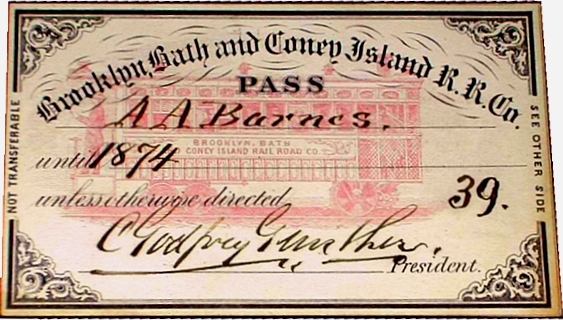 Brooklyn, Bath and Coney Island R.R. Co.
PASS
A A Barnes.
BROOKLYN, BATH
CONEY ISLAND RAIL ROAD CO.
until 1874
unless otherwise directed
39.
C Godfrey Gunther.
President.
NOT TRANSFERABLE
SEE OTHER SIDE